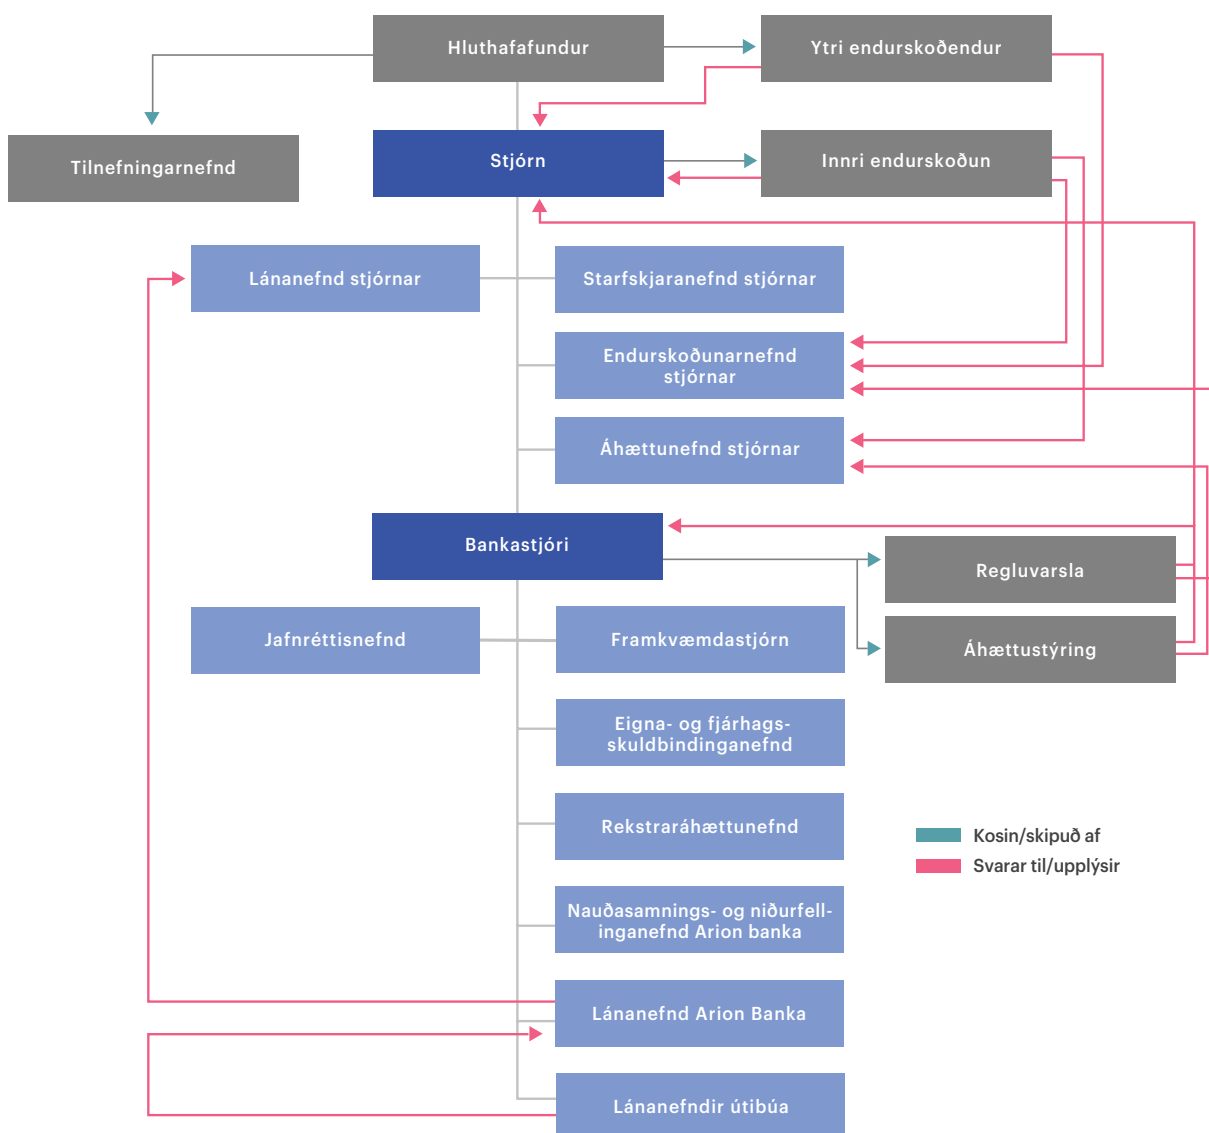 Hluthafafundur
Ytri endurskoðendur
Tilnefningarnefnd
Stjórn
Innri endurskoðun
Lánanefnd stjórnar
Starfskjaranefnd stjórnar
Endurskoðunarnefnd
stjórnar
Áhættunefnd stjórnar
Bankastjóri
Regluvarsla
Áhættustýring
Jafnréttisnefnd
Framkvæmdastjórn
Eigna- og fjárhags-
skuldbindinganefnd
Rekstraráhættunefnd
Kosin/skipuð af
Svarar til/upplýsir
Nauðasamnings- og niðurfell-
inganefnd Arion banka
Lánanefnd Arion Banka
Lánanefndir útibúa